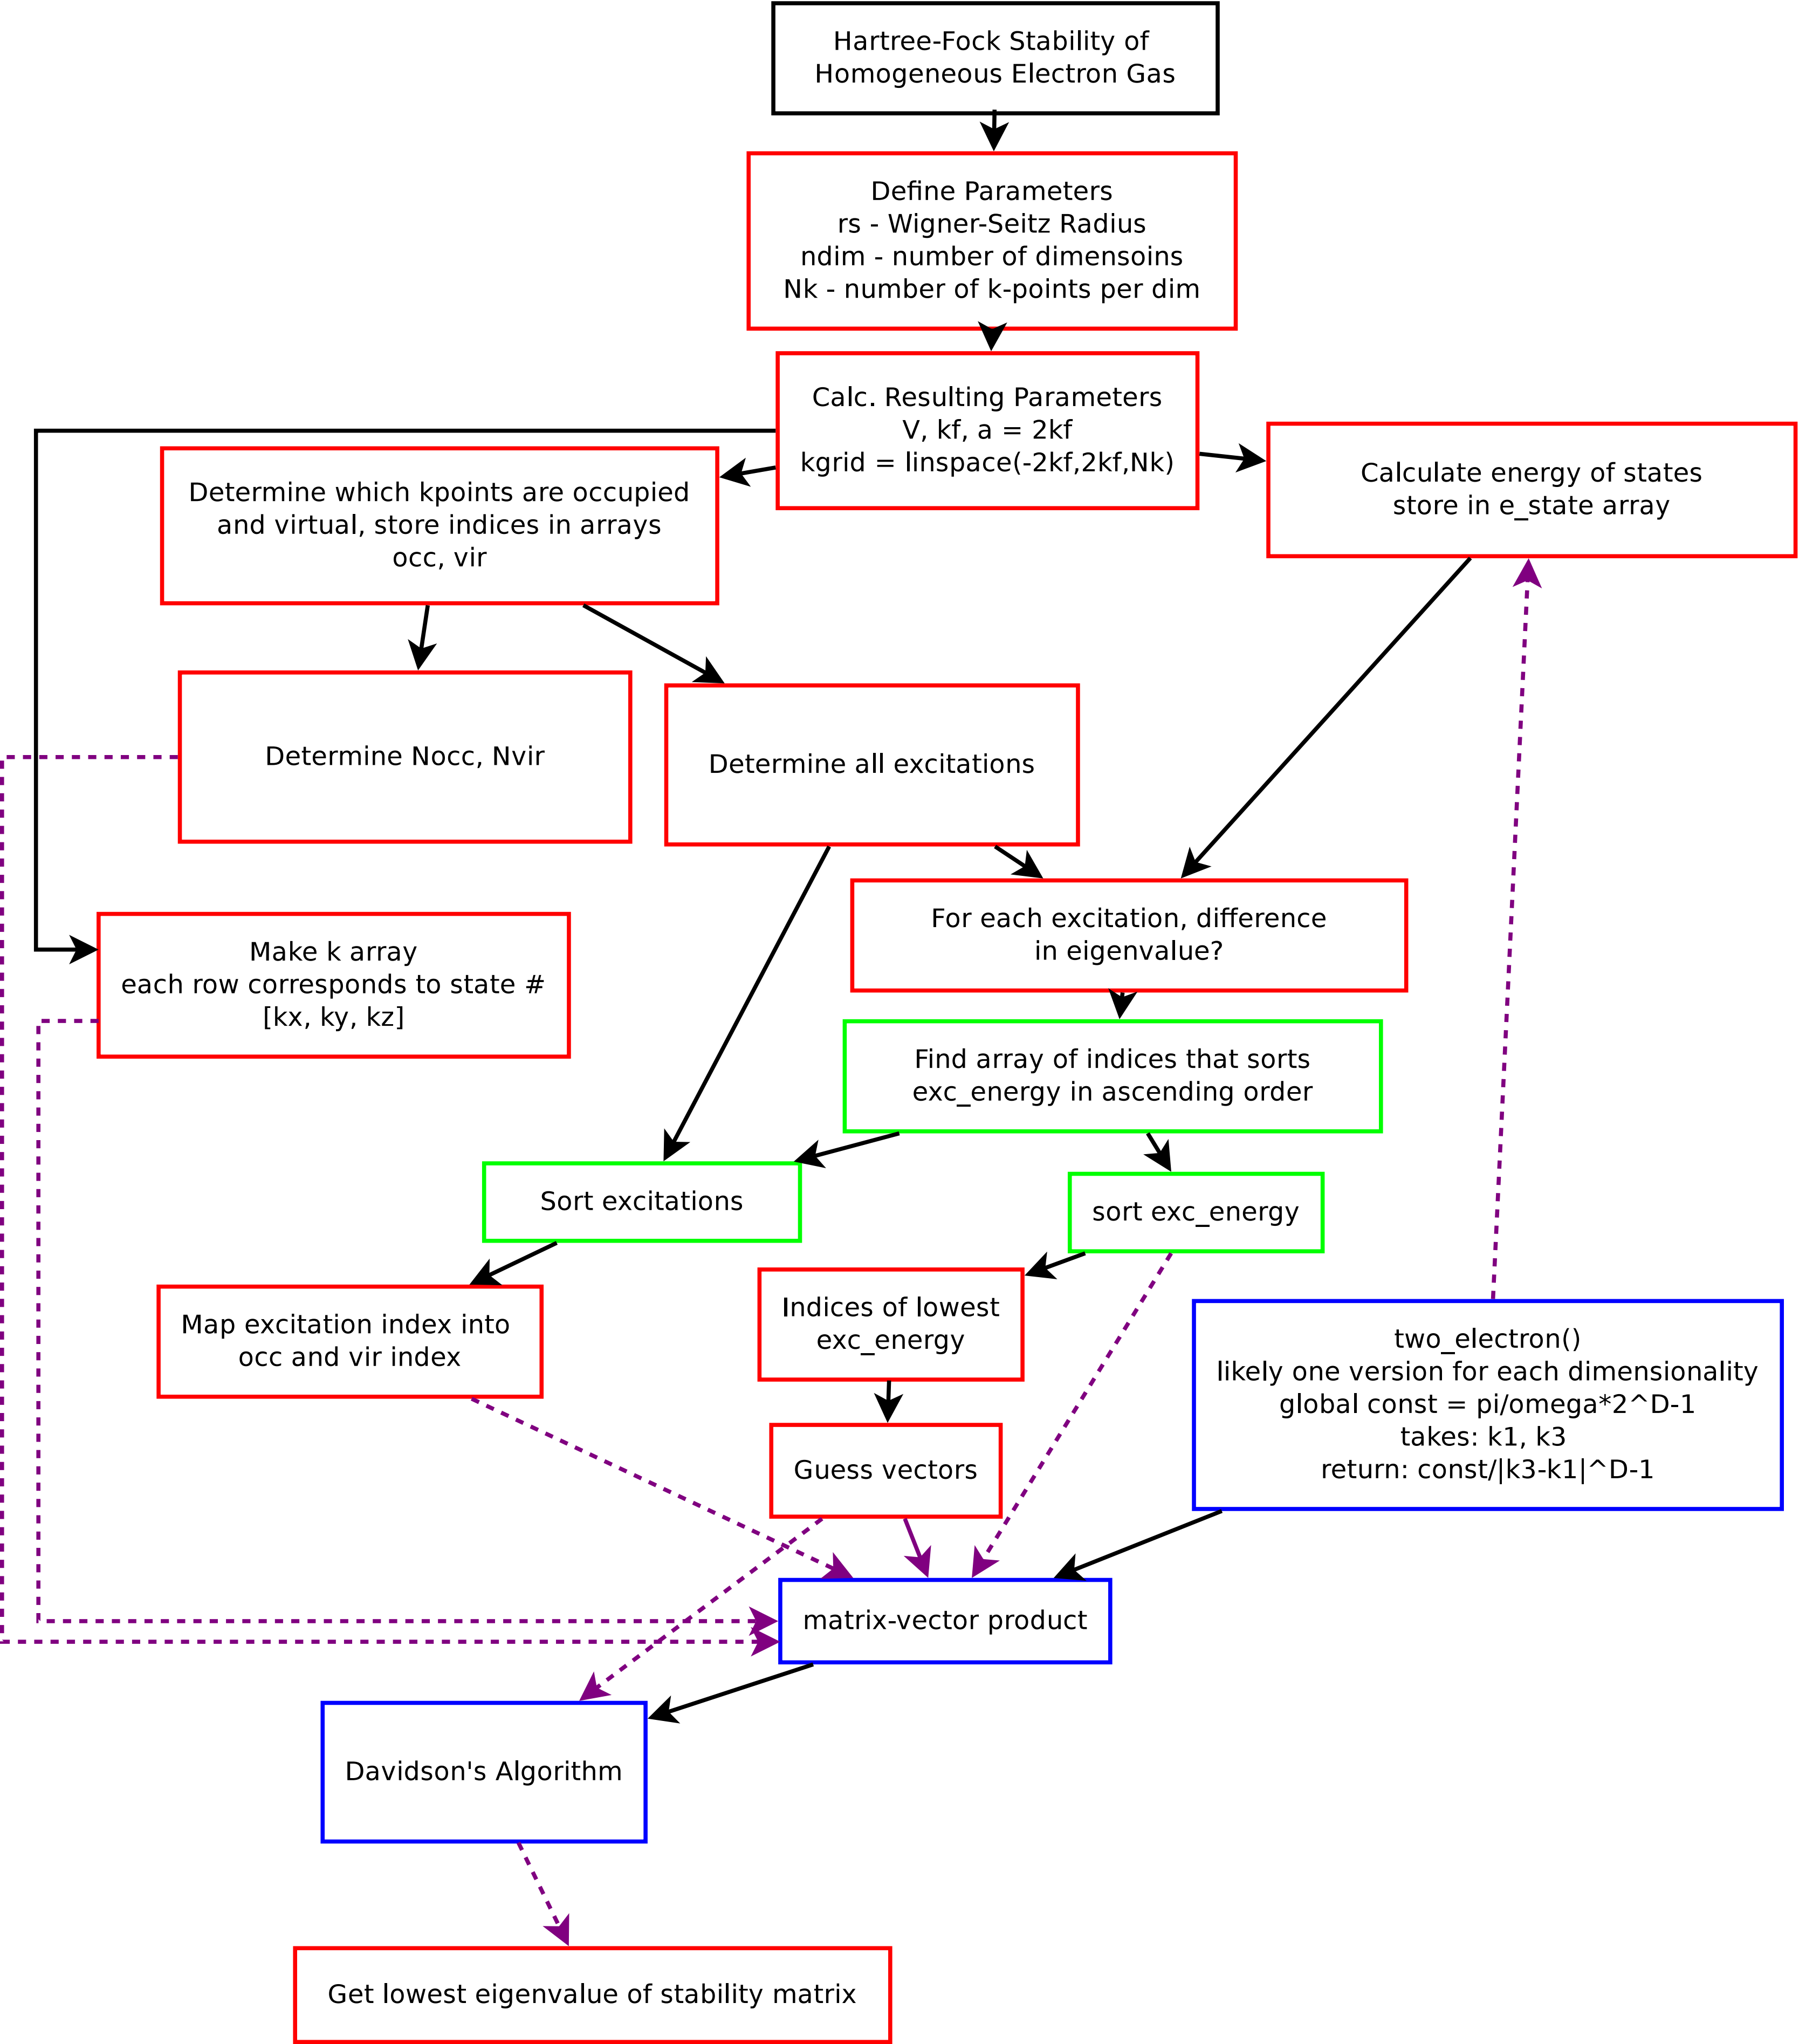 Hartree-Fock Stability of
Homogeneous Electron Gas
Define Parameters
rs - Wigner-Seitz Radius
ndim - number of dimensoins
Nk - number of k-points per dim
Calc. Resulting Parameters
V, kf, a = 2kf
kgrid = linspace(-2kf,2kf,Nk)
Calculate energy of states
store in e_state array
Determine which kpoints are occupied
and virtual, store indices in arrays
occ, vir
Determine Nocc, Nvir
Determine all excitations
For each excitation, difference
in eigenvalue?
Make k array
each row corresponds to state #
[kx, ky, kz]
Find array of indices that sorts
exc_energy in ascending order
Sort excitations
sort exc_energy
Map excitation index into
occ and vir index
Indices of lowest
exc_energy
two_electron()
likely one version for each dimensionality
global const = pi/omega*2^D-1
takes: k1, k3
return: const/|k3-k1|^D-1
Guess vectors
matrix-vector product
Davidson's Algorithm
Get lowest eigenvalue of stability matrix